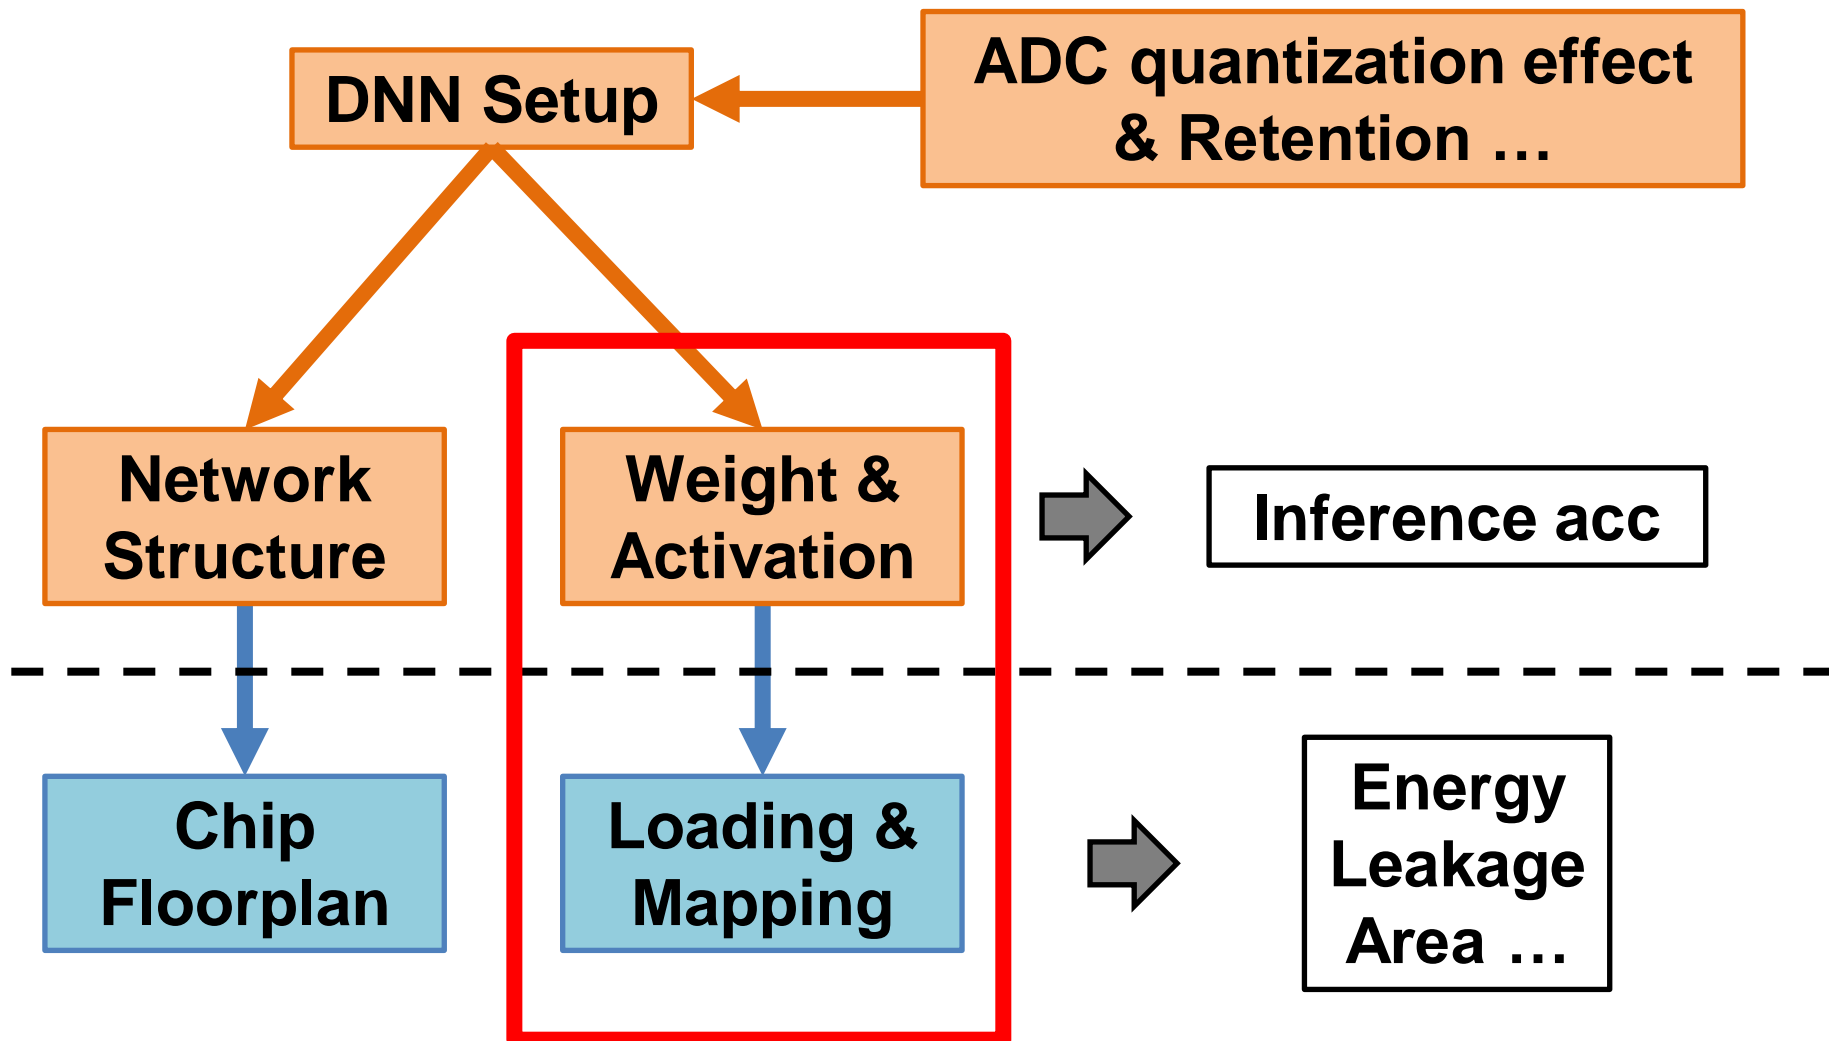 DNN Setup
ADC quantization effect
& Retention …
Network
Structure
Weight &
Activation
Inference acc
Chip
Floorplan
Loading &
Mapping
Energy
Leakage
Area …